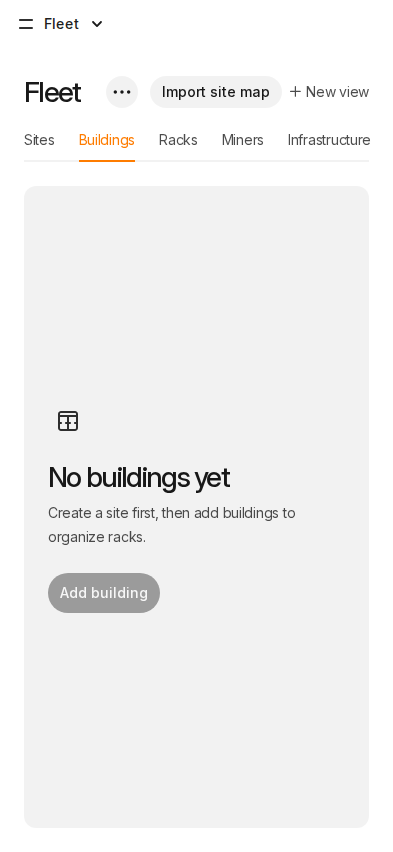 Fleet
Fleet
Import site map
New view
Sites Buildings Racks Miners Infrastructure
No buildings yet
Create a site first, then add buildings to
organize racks.
Add building